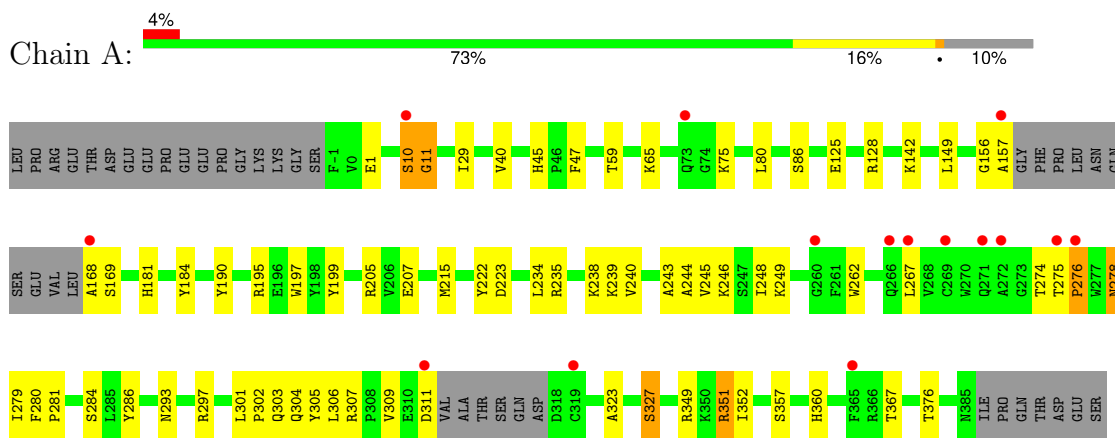 4%
Chain A:
73% 16% • 10%
LEU PRO ARG GLU THR ASP GLU GLU PRO GLU GLU PRO GLY LYS LYS GLY SER F-1 V0 E1 S10 G11 I29 V40 H45 P46 F47 T59 K65 Q73 G74 K75 L80 S86 E125 R128 K142 L149 G156 A157 GLY PHE PRO LEU ASN GLN
SER GLU VAL LEU A168 S169 H181 Y184 Y190 R195 E196 W197 Y198 Y199 R205 V206 E207 M215 Y222 D223 L234 R235 K238 K239 V240 A243 A244 V245 K246 S247 I248 K249 G260 F261 W262 Q266 L267 V268 C269 W270 Q271 A272 G273 T274 T275 P276 W277 N278
I279 F280 P281 S284 L285 Y286 N293 R297 L301 P302 Q303 Q304 Y305 L306 R307 P308 V309 E310 D311 VAL ALA THR SER GLN ASP D318 C319 A323 S327 R349 K350 R351 I352 S357 H360 F365 R366 T367 T376 N385 ILE PRO GLN THR ASP GLU SER